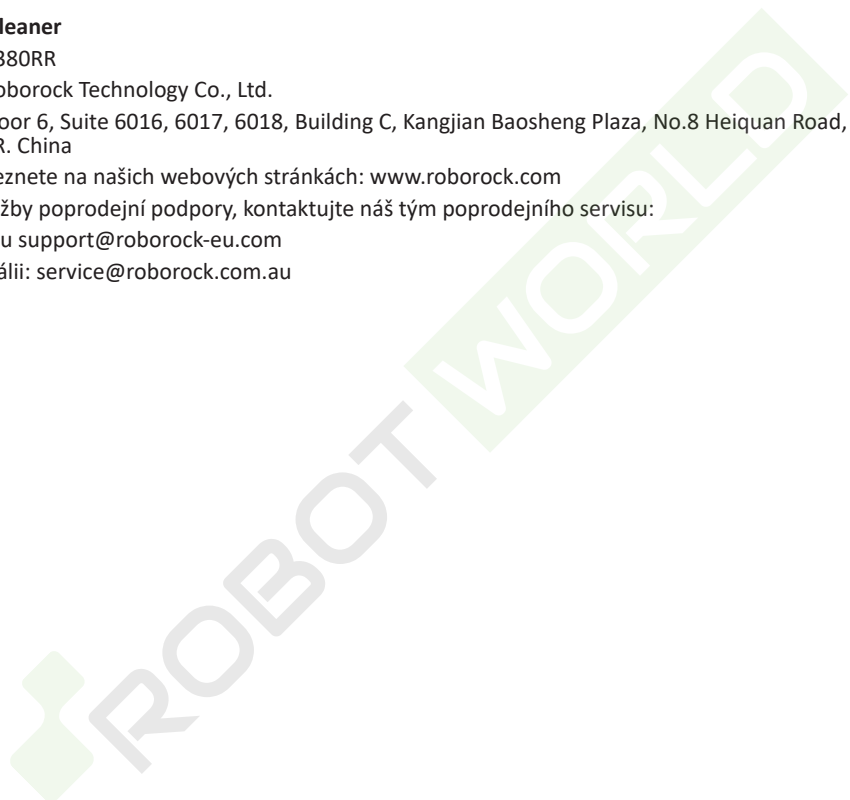 leaner
380RR
oborock Technology Co., Ltd.
oor 6, Suite 6016, 6017, 6018, Building C, Kangjian Baosheng Plaza, No.8 Heiquan Road,
R. China
eznete na našich webových stránkách: www.roborock.com
žby poprodejní podpory, kontaktujte náš tým poprodejního servisu:
u support@roborock-eu.com
álii: service@roborock.com.au
ROBOT WORLD